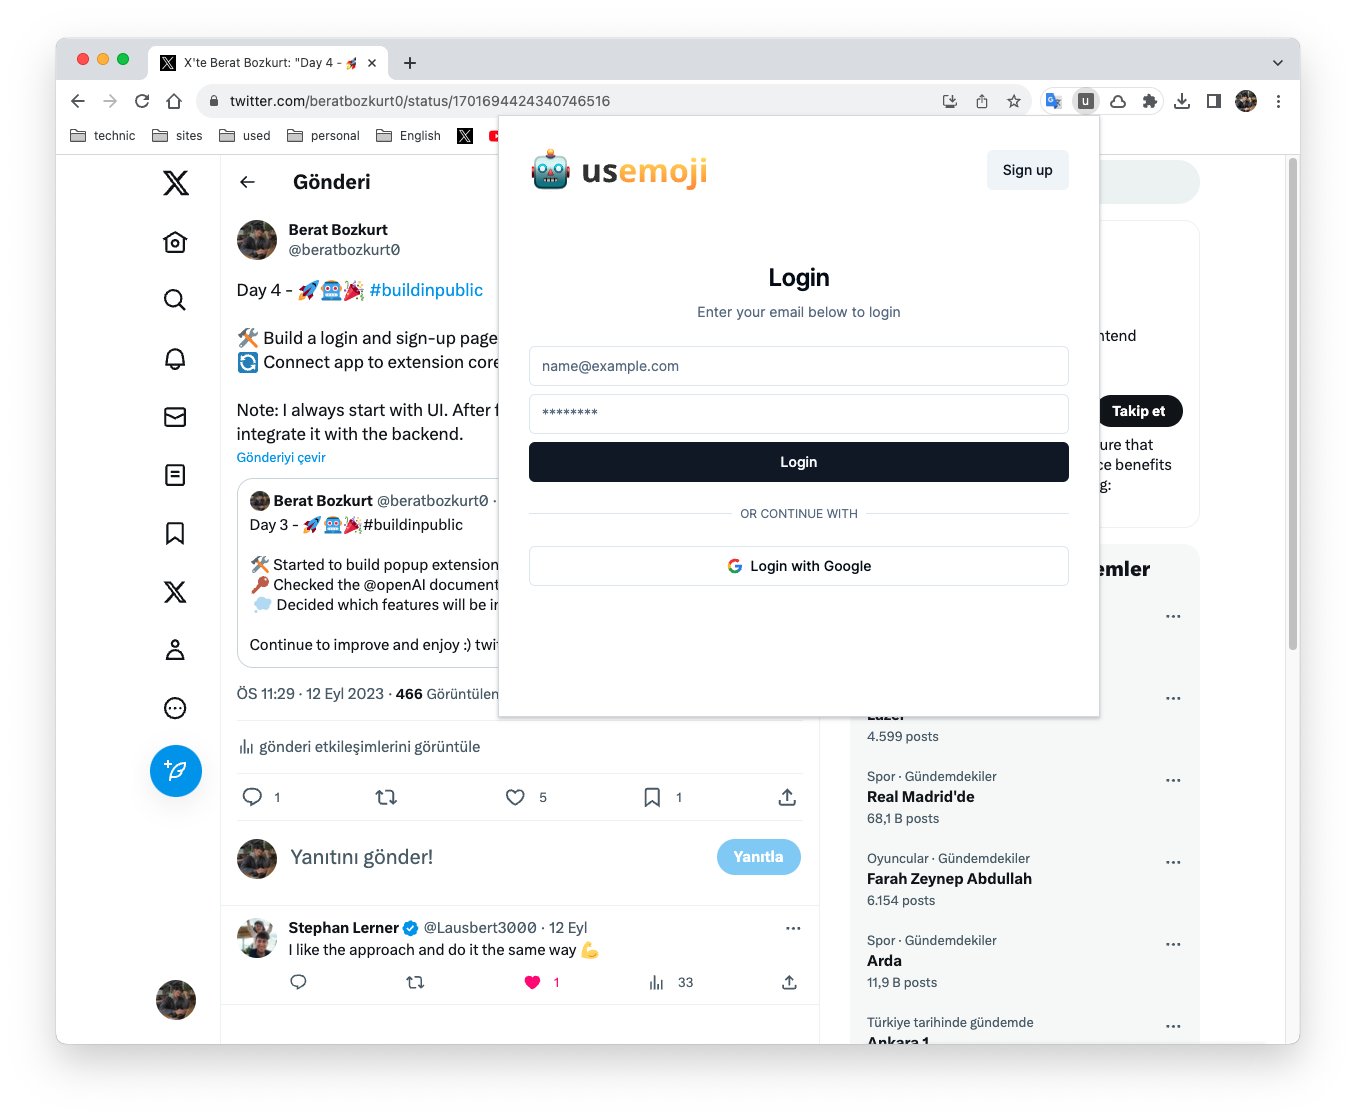 X'te Berat Bozkurt: "Day 4 - 🚀
twitter.com/beratbozkurt0/status/1701694424340746516
technic
sites
used
personal
English
Gönderi
Berat Bozkurt
@beratbozkurt0
Day 4 - 🚀🤖🎉 #buildinpublic
🛠️ Build a login and sign-up page
🔄 Connect app to extension core
Note: I always start with UI. After
integrate it with the backend.
Gönderiyi çevir
Berat Bozkurt @beratbozkurt0 ·
Day 3 - 🚀🤖🎉#buildinpublic
🛠️ Started to build popup extension
🔑 Checked the @openAI document
💭 Decided which features will be
Continue to improve and enjoy :)
ÖS 11:29 · 12 Eyl 2023 · 466 Görüntülen
gönderi etkileşimlerini görüntüle
1
5
1
Yanıtını gönder!
Yanıtla
Stephan Lerner @Lausbert3000 · 12 Eyl
I like the approach and do it the same way 💪
1
33
usemoji
Sign up
Login
Enter your email below to login
name@example.com
********
Login
OR CONTINUE WITH
G Login with Google
Takip et
ure that
benefits
g:
emler
4.599 posts
Spor · Gündemdekiler
Real Madrid'de
68,1 B posts
Oyuncular · Gündemdekiler
Farah Zeynep Abdullah
6.154 posts
Spor · Gündemdekiler
Arda
11,9 B posts
Türkiye tarihinde gündemde
Ankara 1